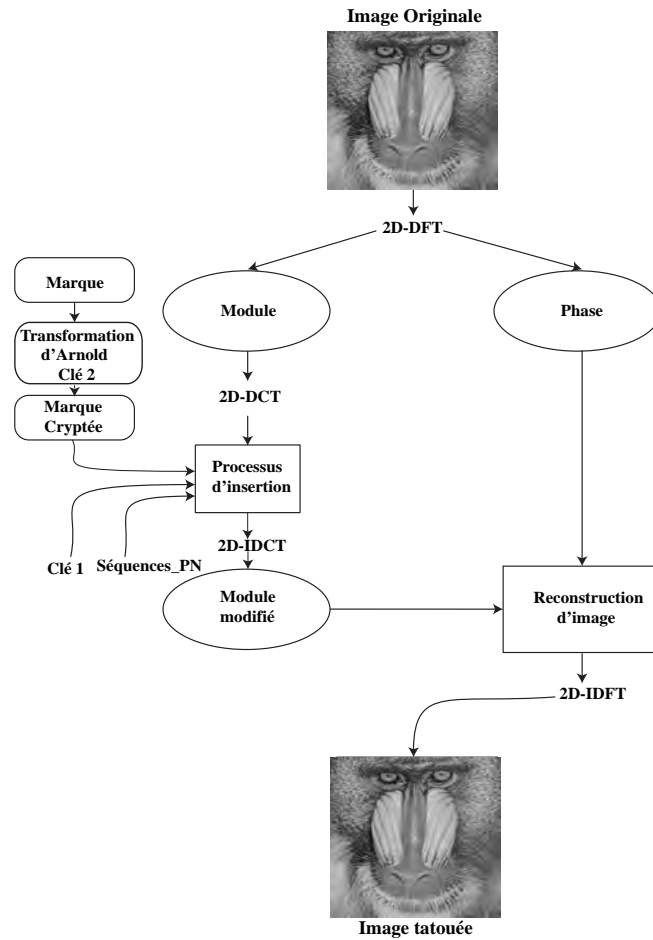 Image Originale
2D-DFT
Marque
Module
Phase
Transformation
d'Arnold
Clé 2
2D-DCT
Marque
Cryptée
Processus
d'insertion
2D-IDCT
Clé 1
Séquences_PN
Module
modifié
Reconstruction
d'image
2D-IDFT
Image tatouée